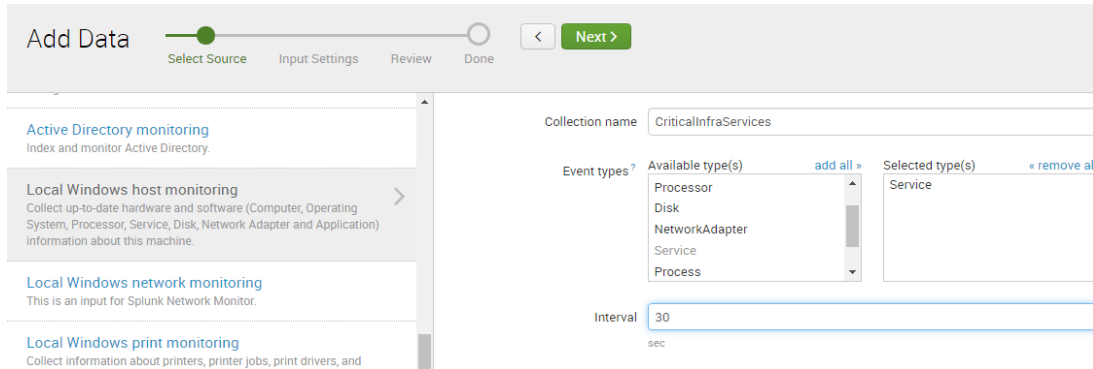 Add Data
Select Source
Input Settings
Review
Done
<
Next >
Active Directory monitoring
Index and monitor Active Directory.
Local Windows host monitoring
Collect up-to-date hardware and software (Computer, Operating
System, Processor, Service, Disk, Network Adapter and Application)
information about this machine.
Local Windows network monitoring
This is an input for Splunk Network Monitor.
Local Windows print monitoring
Collect information about printers, printer jobs, print drivers, and
Collection name
CriticalInfraServices
Event types ?
Available type(s)
add all »
Processor
Disk
NetworkAdapter
Service
Process
Selected type(s)
« remove al
Service
Interval
30
sec